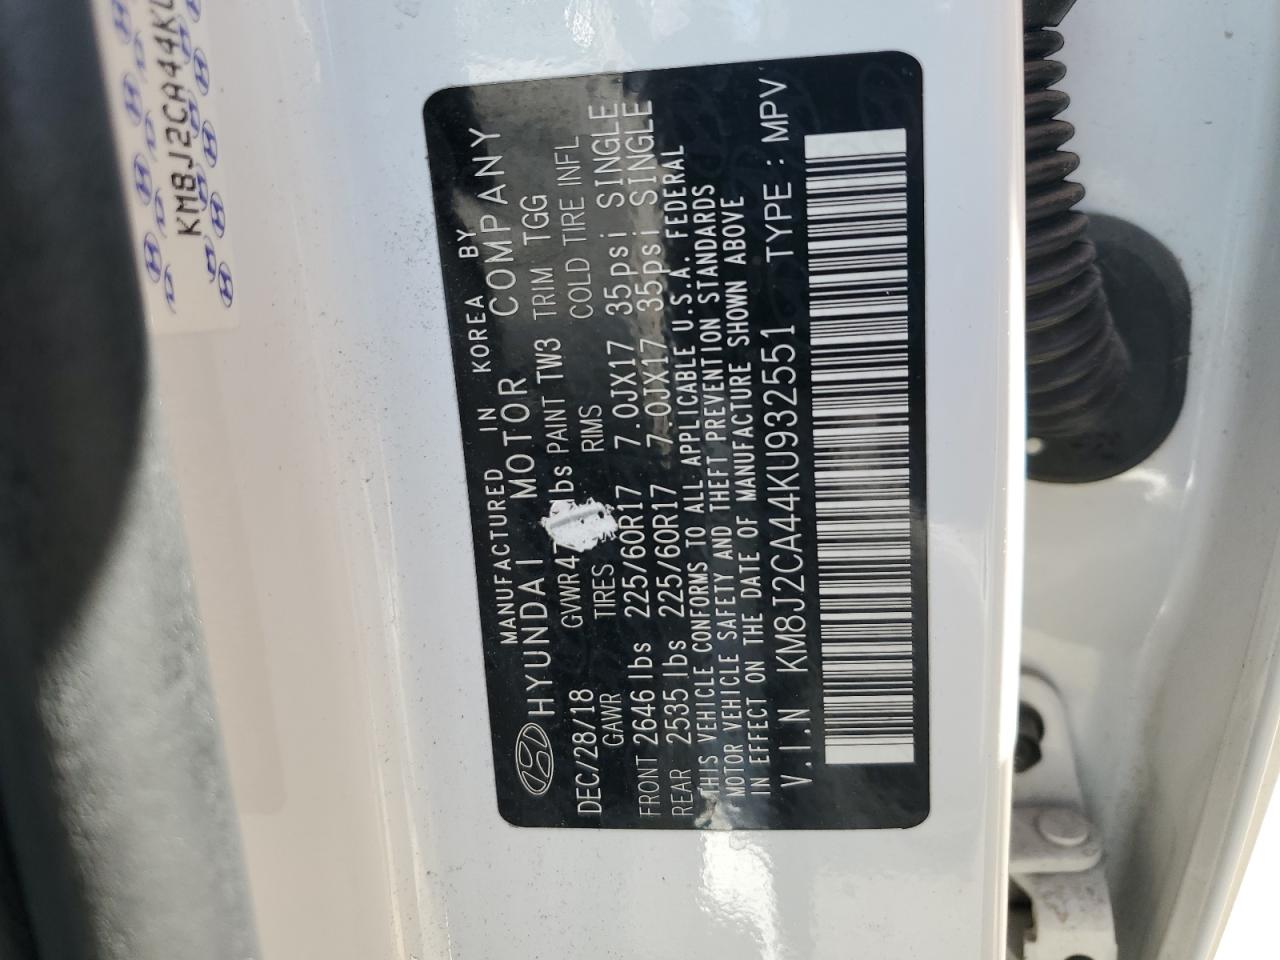 MANUFACTURED IN KOREA BY
HYUNDAI MOTOR COMPANY
DEC/28/18 GVWR 47 lbs PAINT TW3 TRIM TGG
GAWR TIRES RIMS COLD TIRE INFL
FRONT 2646 lbs 225/60R17 7.0JX17 35psi SINGLE
REAR 2535 lbs 225/60R17 7.0JX17 35psi SINGLE
THIS VEHICLE CONFORMS TO ALL APPLICABLE U.S.A. FEDERAL
MOTOR VEHICLE SAFETY AND THEFT PREVENTION STANDARDS
IN EFFECT ON THE DATE OF MANUFACTURE SHOWN ABOVE
V.I.N KM8J2CA44KU932551 TYPE : MPV
KM8J2CA44KU